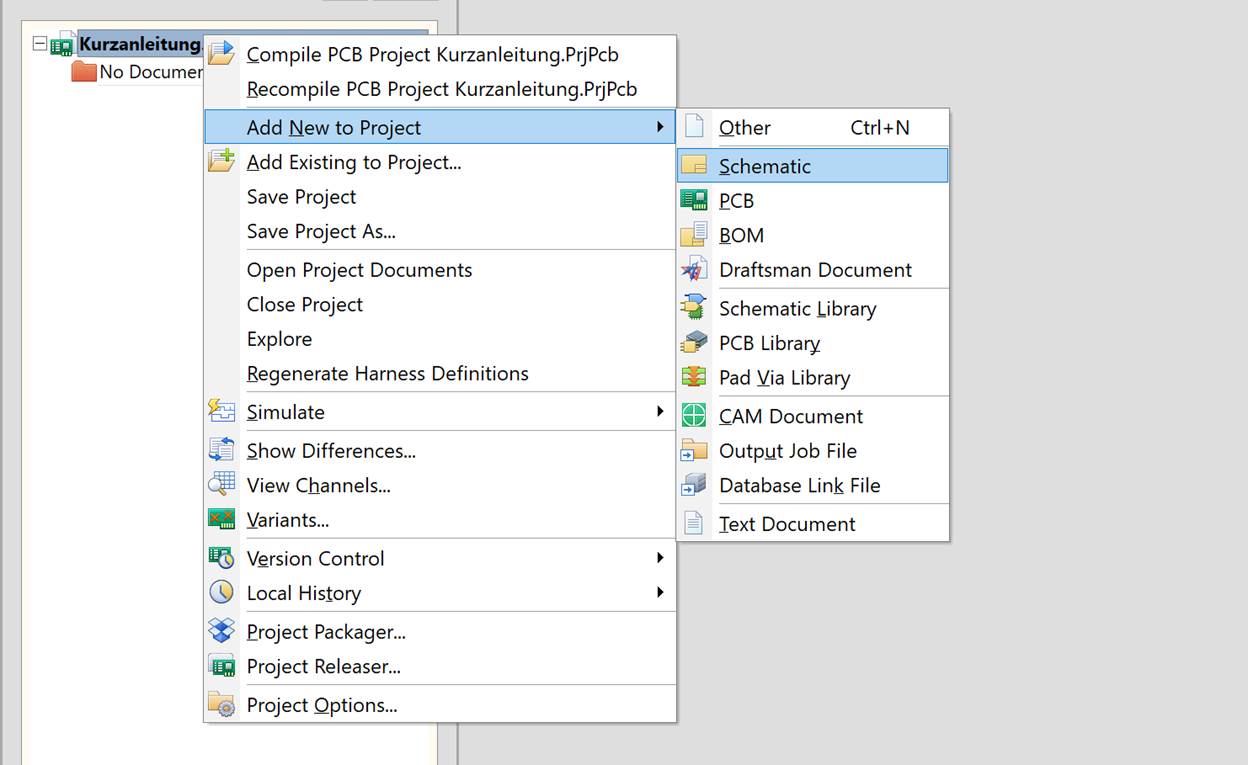 Kurzanleitung.
No Documen
Compile PCB Project Kurzanleitung.PrjPcb
Recompile PCB Project Kurzanleitung.PrjPcb
Add New to Project
Add Existing to Project...
Save Project
Save Project As...
Open Project Documents
Close Project
Explore
Regenerate Harness Definitions
Simulate
Show Differences...
View Channels...
Variants...
Version Control
Local History
Project Packager...
Project Releaser...
Project Options...
Other Ctrl+N
Schematic
PCB
BOM
Draftsman Document
Schematic Library
PCB Library
Pad Via Library
CAM Document
Output Job File
Database Link File
Text Document